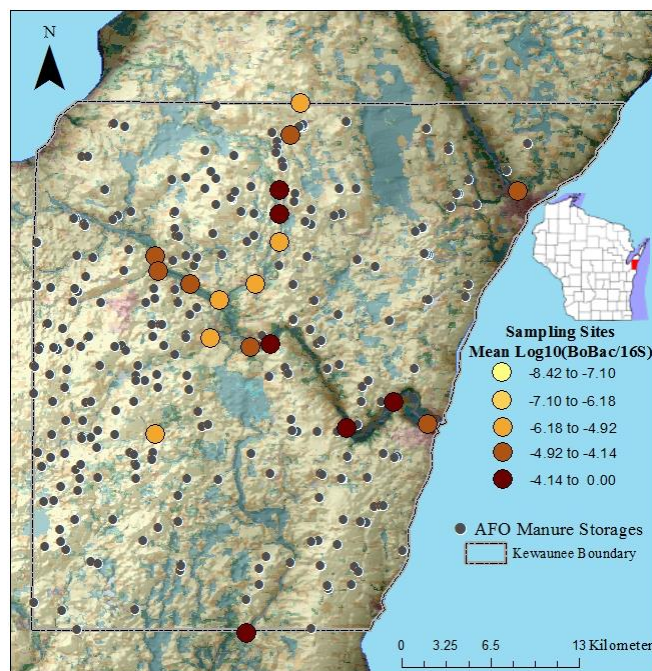 N
Sampling Sites
Mean Log10(BoBac/16S)
-8.42 to -7.10
-7.10 to -6.18
-6.18 to -4.92
-4.92 to -4.14
-4.14 to 0.00
AFO Manure Storages
Kewaunee Boundary
0 3.25 6.5 13 Kilometer